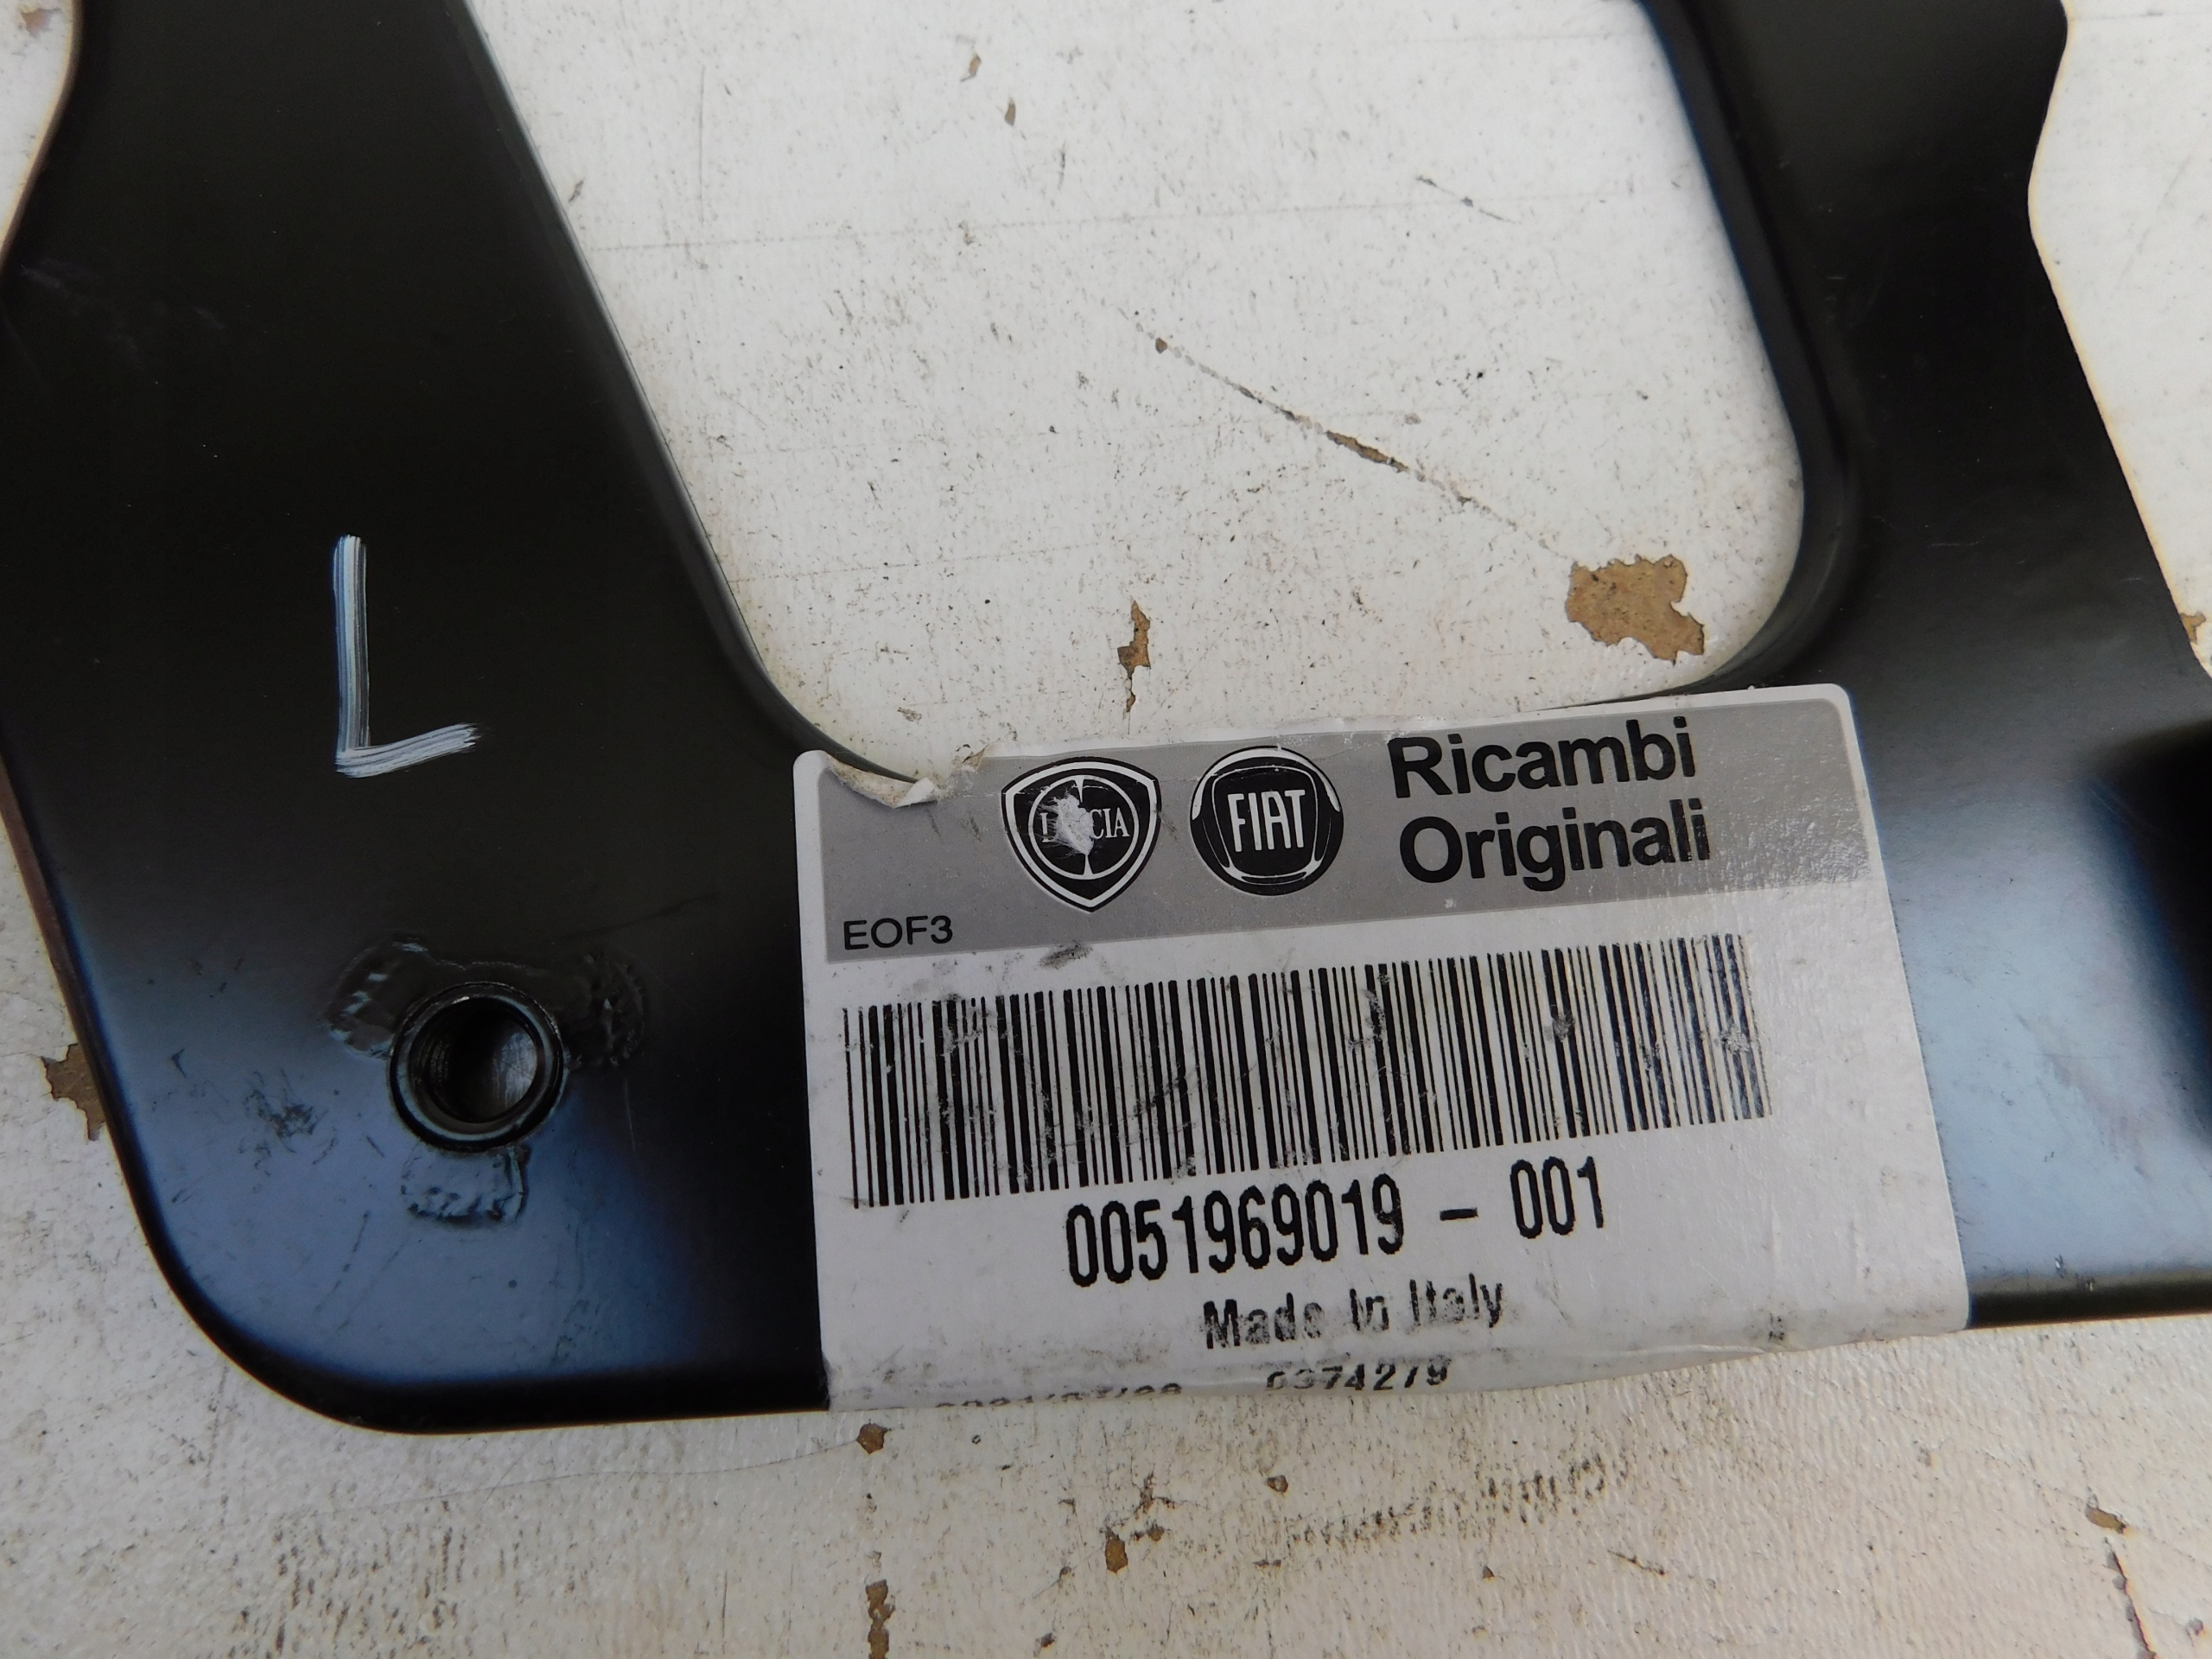 L
FIAT
Ricambi
Originali
EOF3
0051969019 - 001
Made In Italy